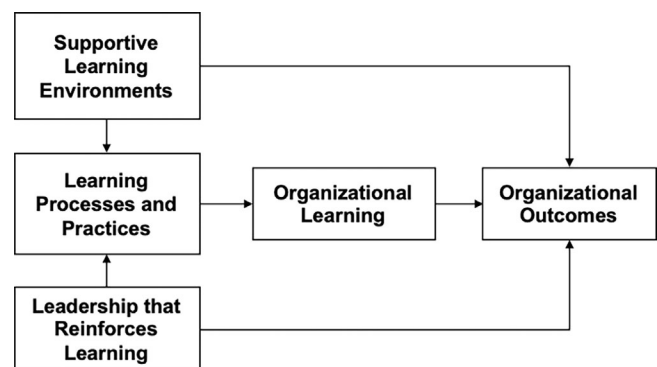 Supportive
Learning
Environments
Learning
Processes and
Practices
Organizational
Learning
Organizational
Outcomes
Leadership that
Reinforces
Learning